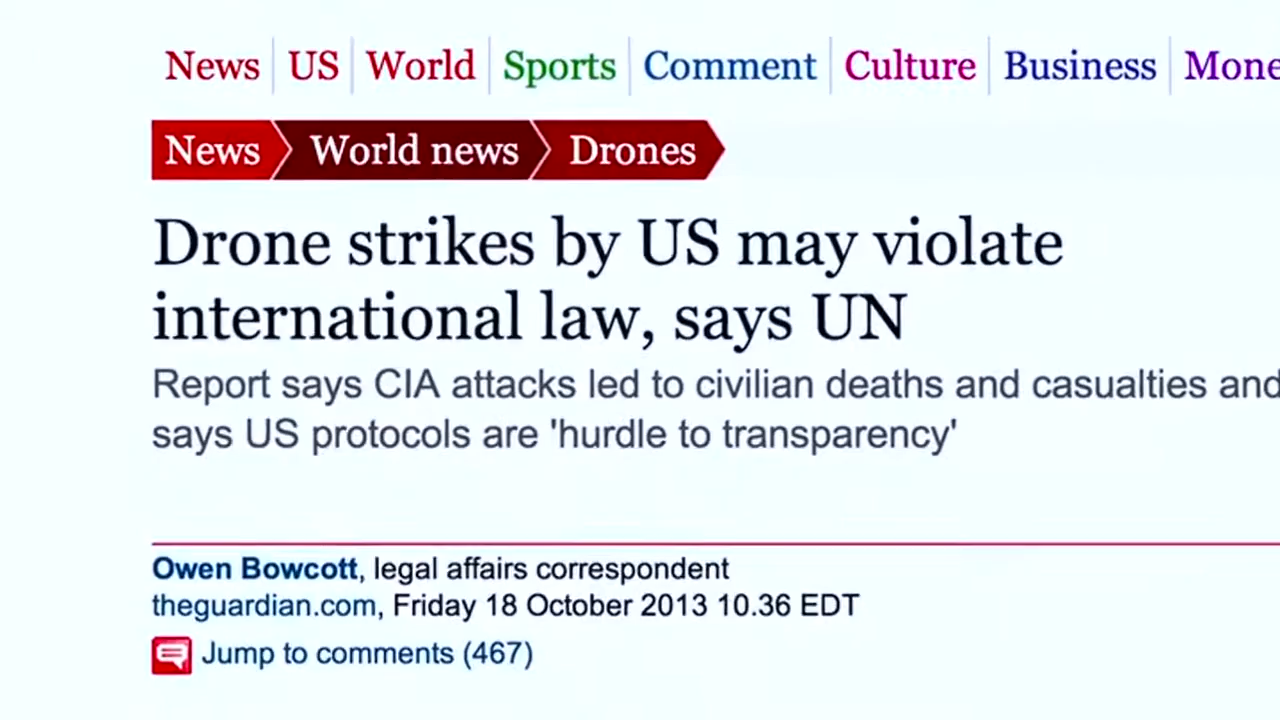 News US World Sports Comment Culture Business Mone
News World news Drones
Drone strikes by US may violate
international law, says UN
Report says CIA attacks led to civilian deaths and casualties and
says US protocols are 'hurdle to transparency'
Owen Bowcott, legal affairs correspondent
theguardian.com, Friday 18 October 2013 10.36 EDT
Jump to comments (467)